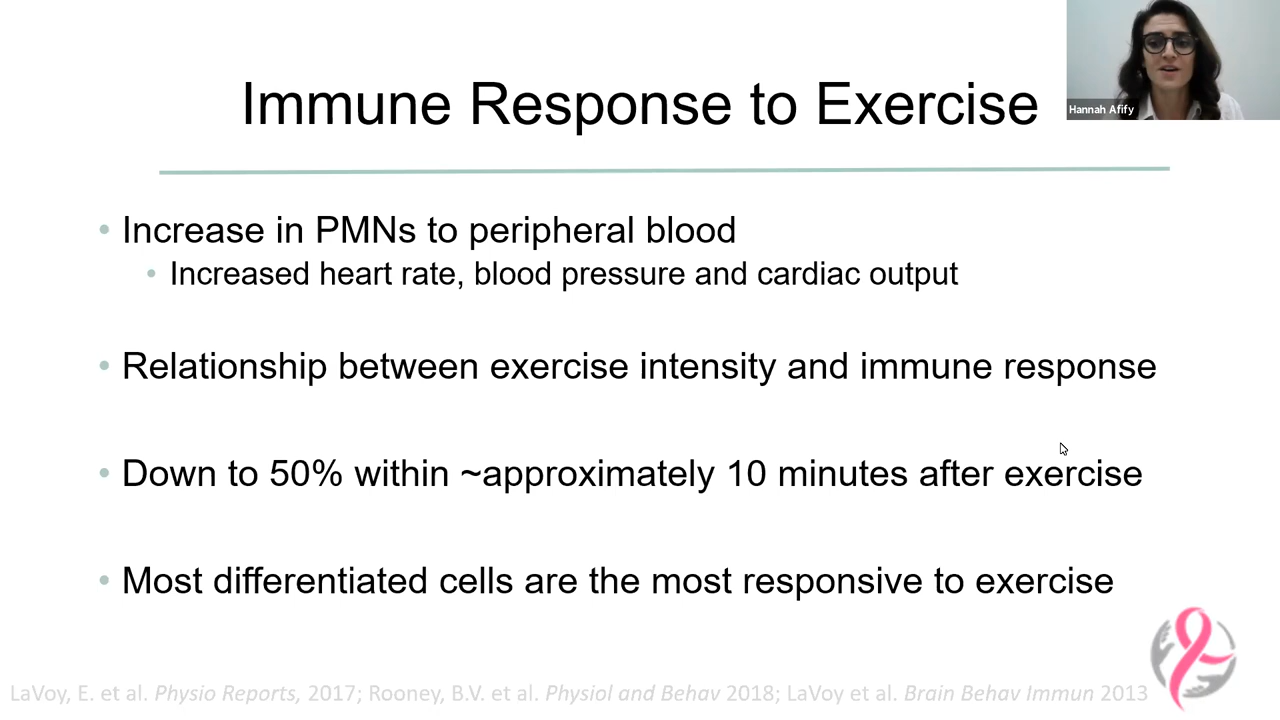 Immune Response to Exercise
Hannah Afify
• Increase in PMNs to peripheral blood
• Increased heart rate, blood pressure and cardiac output
• Relationship between exercise intensity and immune response
• Down to 50% within ~approximately 10 minutes after exercise
• Most differentiated cells are the most responsive to exercise
LaVoy, E. et al. Physio Reports, 2017; Rooney, B.V. et al. Physiol and Behav 2018; LaVoy et al. Brain Behav Immun 2013